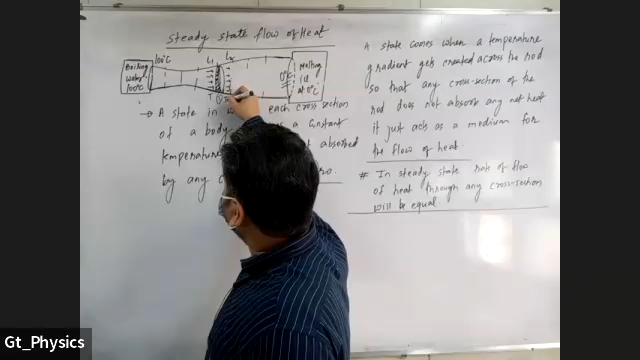 Steady state flow of Heat
100°C
Boiling
water
100°C
0°C
Melting
ice
at 0°C
→ A state in each cross section
of a body as a constant
temperature absorbed
by any
A state comes when a temperature
gradient gets created across the rod
so that any cross-section of the
rod does not absorb any net heat
it just acts as a medium for
the flow of heat.
# In steady state rate of flow
of heat through any cross-section
will be equal.
Gt_Physics